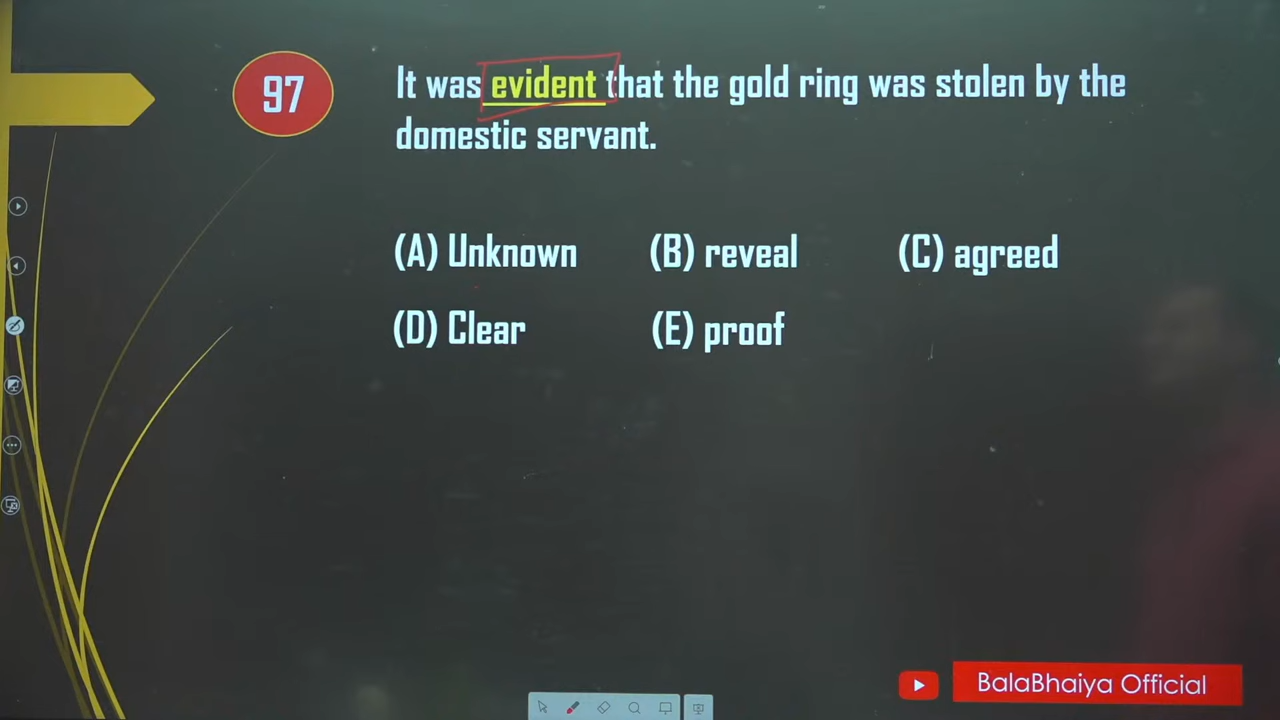 97
It was evident that the gold ring was stolen by the
domestic servant.
(A) Unknown (B) reveal (C) agreed
(D) Clear (E) proof
BalaBhaiya Official